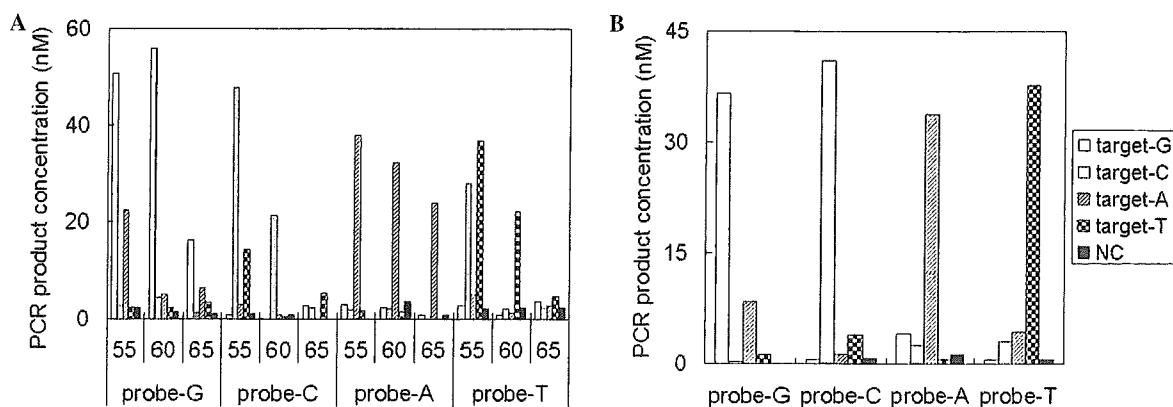 A
PCR product concentration (nM)
60
40
20
0
55 60 65 55 60 65 55 60 65 55 60 65
probe-G probe-C probe-A probe-T
B
PCR product concentration (nM)
45
30
15
0
probe-G probe-C probe-A probe-T
target-G
target-C
target-A
target-T
NC